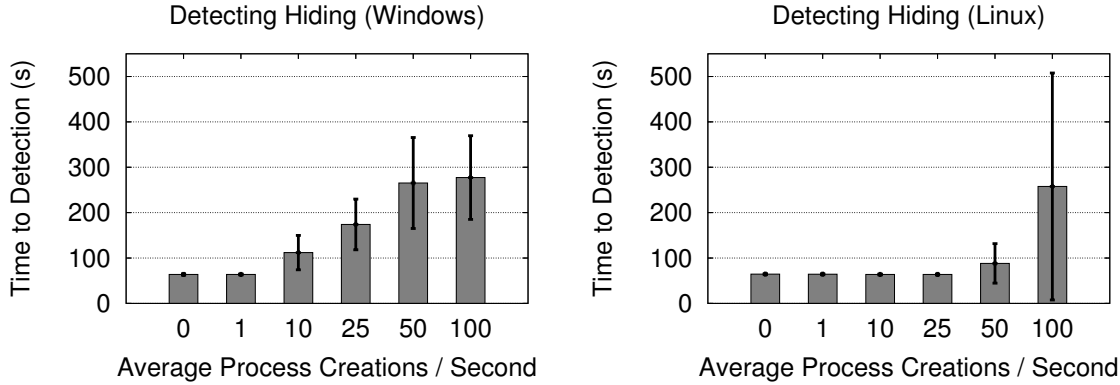 Detecting Hiding (Windows)
Time to Detection (s)
500
400
300
200
100
0
0 1 10 25 50 100
Average Process Creations / Second
Detecting Hiding (Linux)
Time to Detection (s)
500
400
300
200
100
0
0 1 10 25 50 100
Average Process Creations / Second